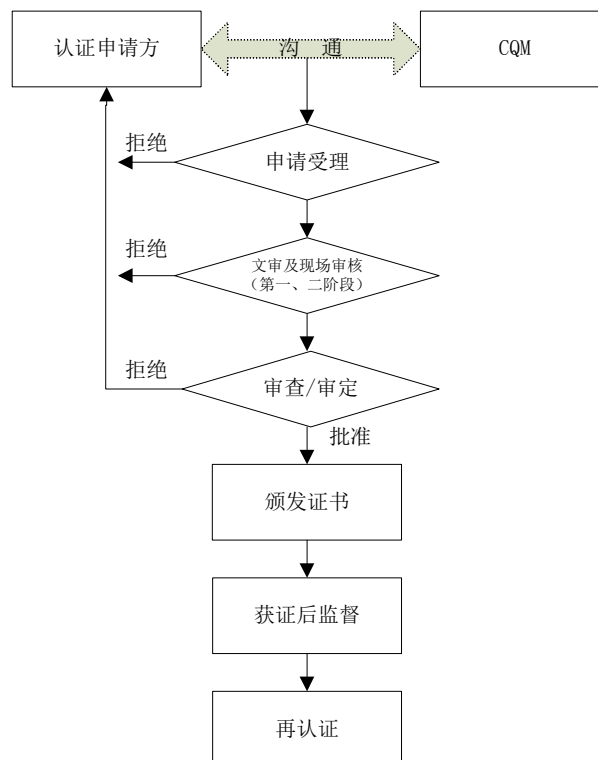 认证申请方
沟 通
CQM
拒绝
申请受理
拒绝
文审及现场审核
(第一、二阶段)
拒绝
审查/审定
批准
颁发证书
获证后监督
再认证